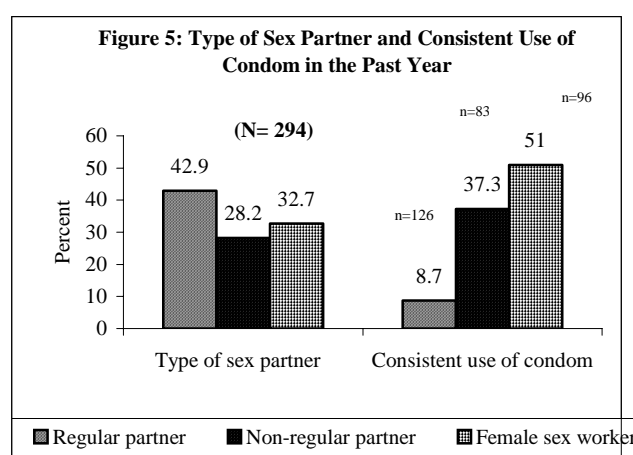 Figure 5: Type of Sex Partner and Consistent Use of
Condom in the Past Year
n=83
n=96
(N= 294)
60
50
40
30
20
10
0
Percent
42.9
28.2
32.7
n=126
8.7
37.3
51
Type of sex partner
Consistent use of condom
Regular partner
Non-regular partner
Female sex worker